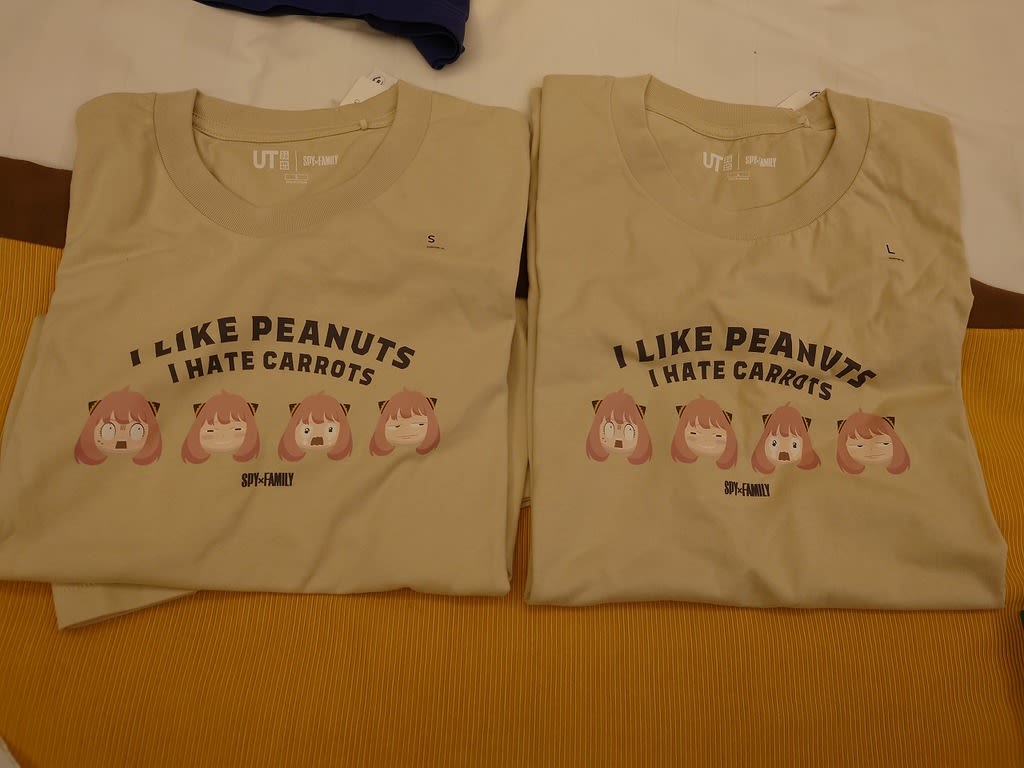 UT SPY×FAMILY
S
I LIKE PEANUTS
I HATE CARROTS
SPY×FAMILY
UT SPY×FAMILY
L
I LIKE PEANUTS
I HATE CARROTS
SPY×FAMILY